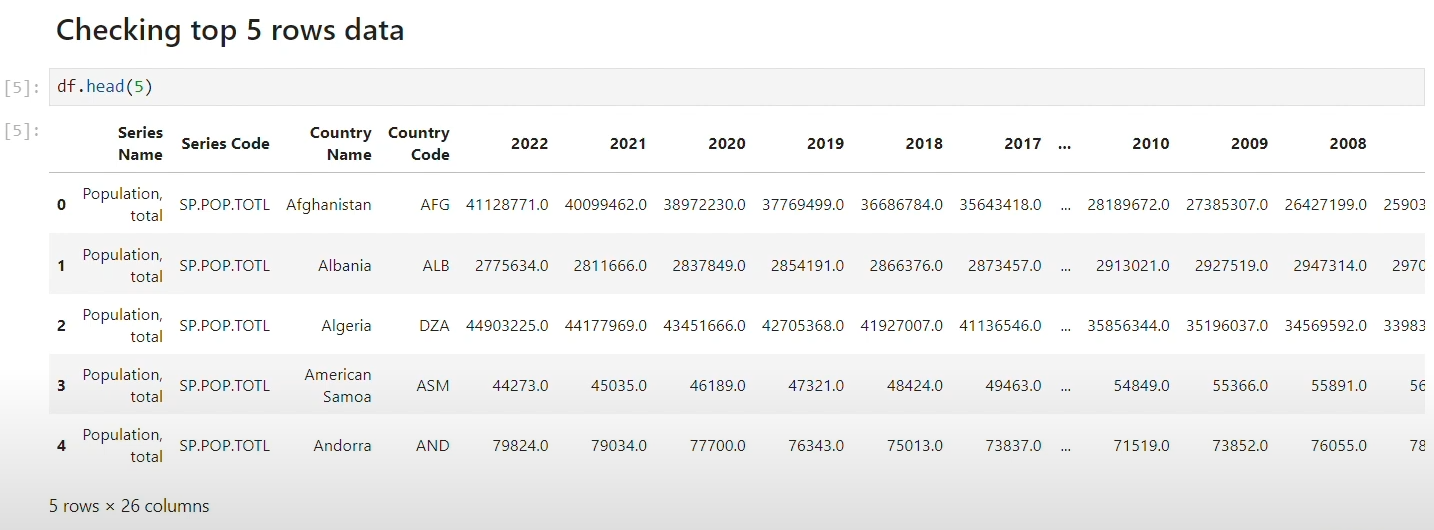 Checking top 5 rows data
[5]: df.head(5)
[5]:
Series Name Series Code Country Name Country Code 2022 2021 2020 2019 2018 2017 ... 2010 2009 2008
0 Population, total SP.POP.TOTL Afghanistan AFG 41128771.0 40099462.0 38972230.0 37769499.0 36686784.0 35643418.0 ... 28189672.0 27385307.0 26427199.0 25903
1 Population, total SP.POP.TOTL Albania ALB 2775634.0 2811666.0 2837849.0 2854191.0 2866376.0 2873457.0 ... 2913021.0 2927519.0 2947314.0 2970
2 Population, total SP.POP.TOTL Algeria DZA 44903225.0 44177969.0 43451666.0 42705368.0 41927007.0 41136546.0 ... 35856344.0 35196037.0 34569592.0 33983
3 Population, total SP.POP.TOTL American Samoa ASM 44273.0 45035.0 46189.0 47321.0 48424.0 49463.0 ... 54849.0 55366.0 55891.0 56
4 Population, total SP.POP.TOTL Andorra AND 79824.0 79034.0 77700.0 76343.0 75013.0 73837.0 ... 71519.0 73852.0 76055.0 78
5 rows × 26 columns